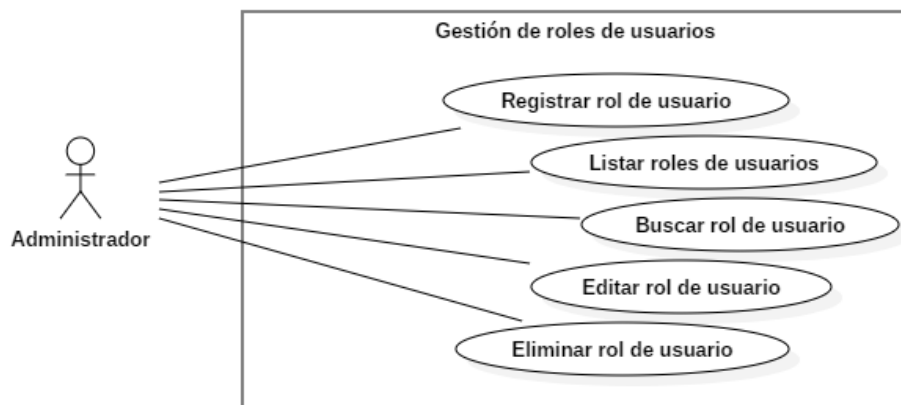 Gestión de roles de usuarios
Registrar rol de usuario
Listar roles de usuarios
Buscar rol de usuario
Administrador
Editar rol de usuario
Eliminar rol de usuario